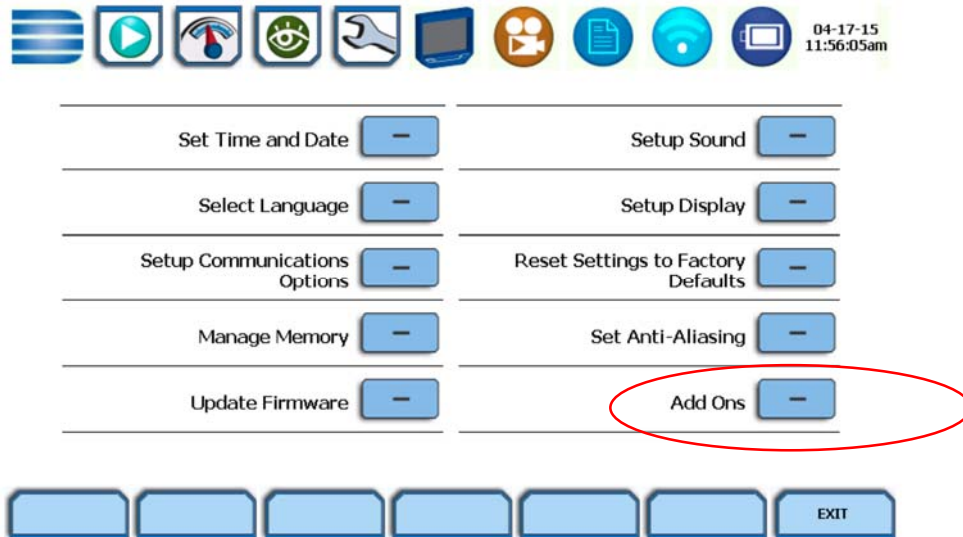 04-17-15
11:56:05am
Set Time and Date
Setup Sound
Select Language
Setup Display
Setup Communications
Options
Reset Settings to Factory
Defaults
Manage Memory
Set Anti-Aliasing
Update Firmware
Add Ons
EXIT